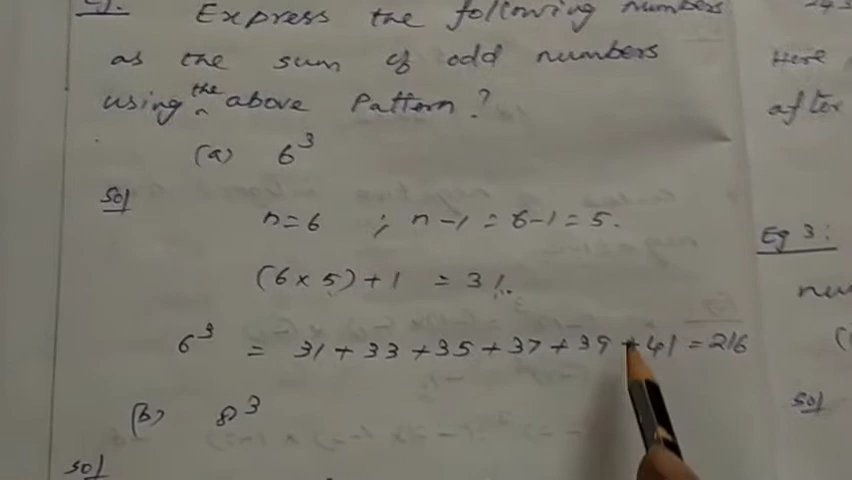 Express the following numbers
as the sum of odd numbers
using the above Pattern?
(a) 6³
Sol
n=6 ; n-1 = 6-1 = 5.
(6 × 5) + 1 = 31.
6³ = 31 + 33 + 35 + 37 + 39 + 41 = 216
(b) 8³
Sol
Here
after
Eg 3:
Sol